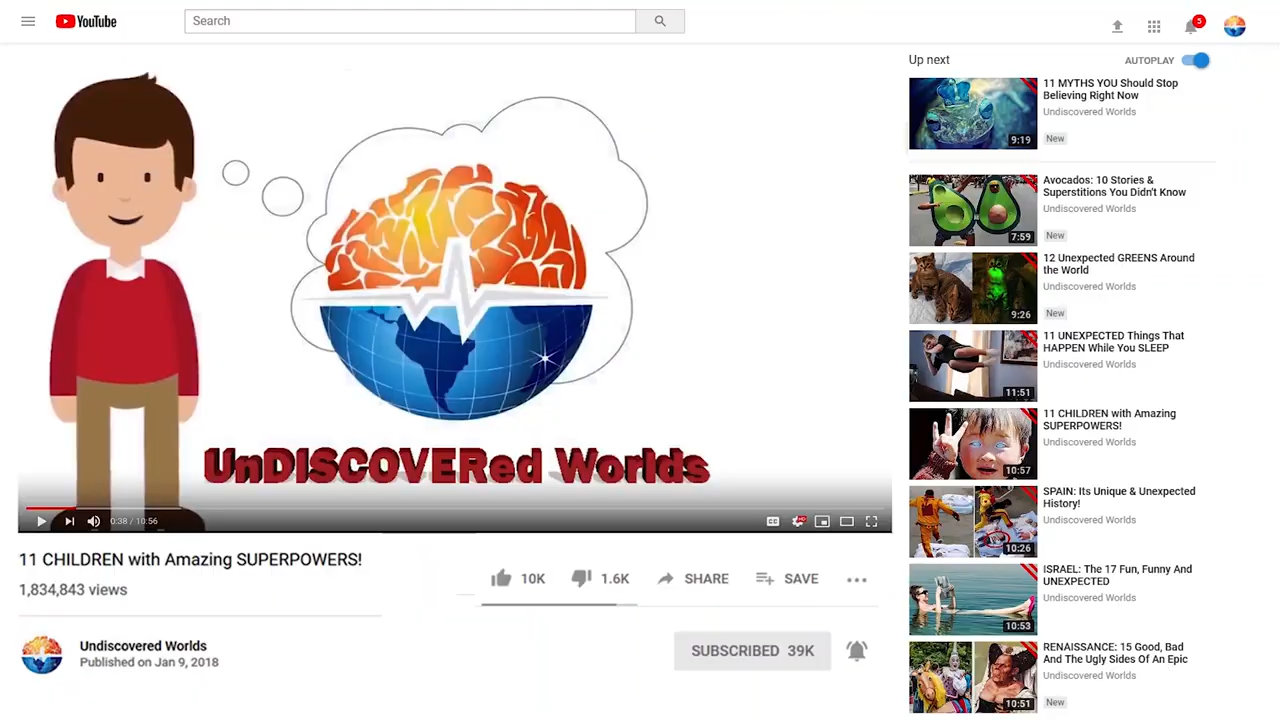 YouTube
Search
5
Up next
AUTOPLAY
9:19
11 MYTHS YOU Should Stop
Believing Right Now
Undiscovered Worlds
New
7:59
Avocados: 10 Stories &
Superstitions You Didn't Know
Undiscovered Worlds
New
9:26
12 Unexpected GREENS Around
the World
Undiscovered Worlds
New
11:51
11 UNEXPECTED Things That
HAPPEN While You SLEEP
Undiscovered Worlds
10:57
11 CHILDREN with Amazing
SUPERPOWERS!
Undiscovered Worlds
10:26
SPAIN: Its Unique & Unexpected
History!
Undiscovered Worlds
10:53
ISRAEL: The 17 Fun, Funny And
UNEXPECTED
Undiscovered Worlds
10:51
RENAISSANCE: 15 Good, Bad
And The Ugly Sides Of An Epic
Undiscovered Worlds
New
UnDISCOVERed Worlds
0:38 / 10:56
CC
HD
11 CHILDREN with Amazing SUPERPOWERS!
1,834,843 views
10K
1.6K
SHARE
SAVE
Undiscovered Worlds
Published on Jan 9, 2018
SUBSCRIBED 39K